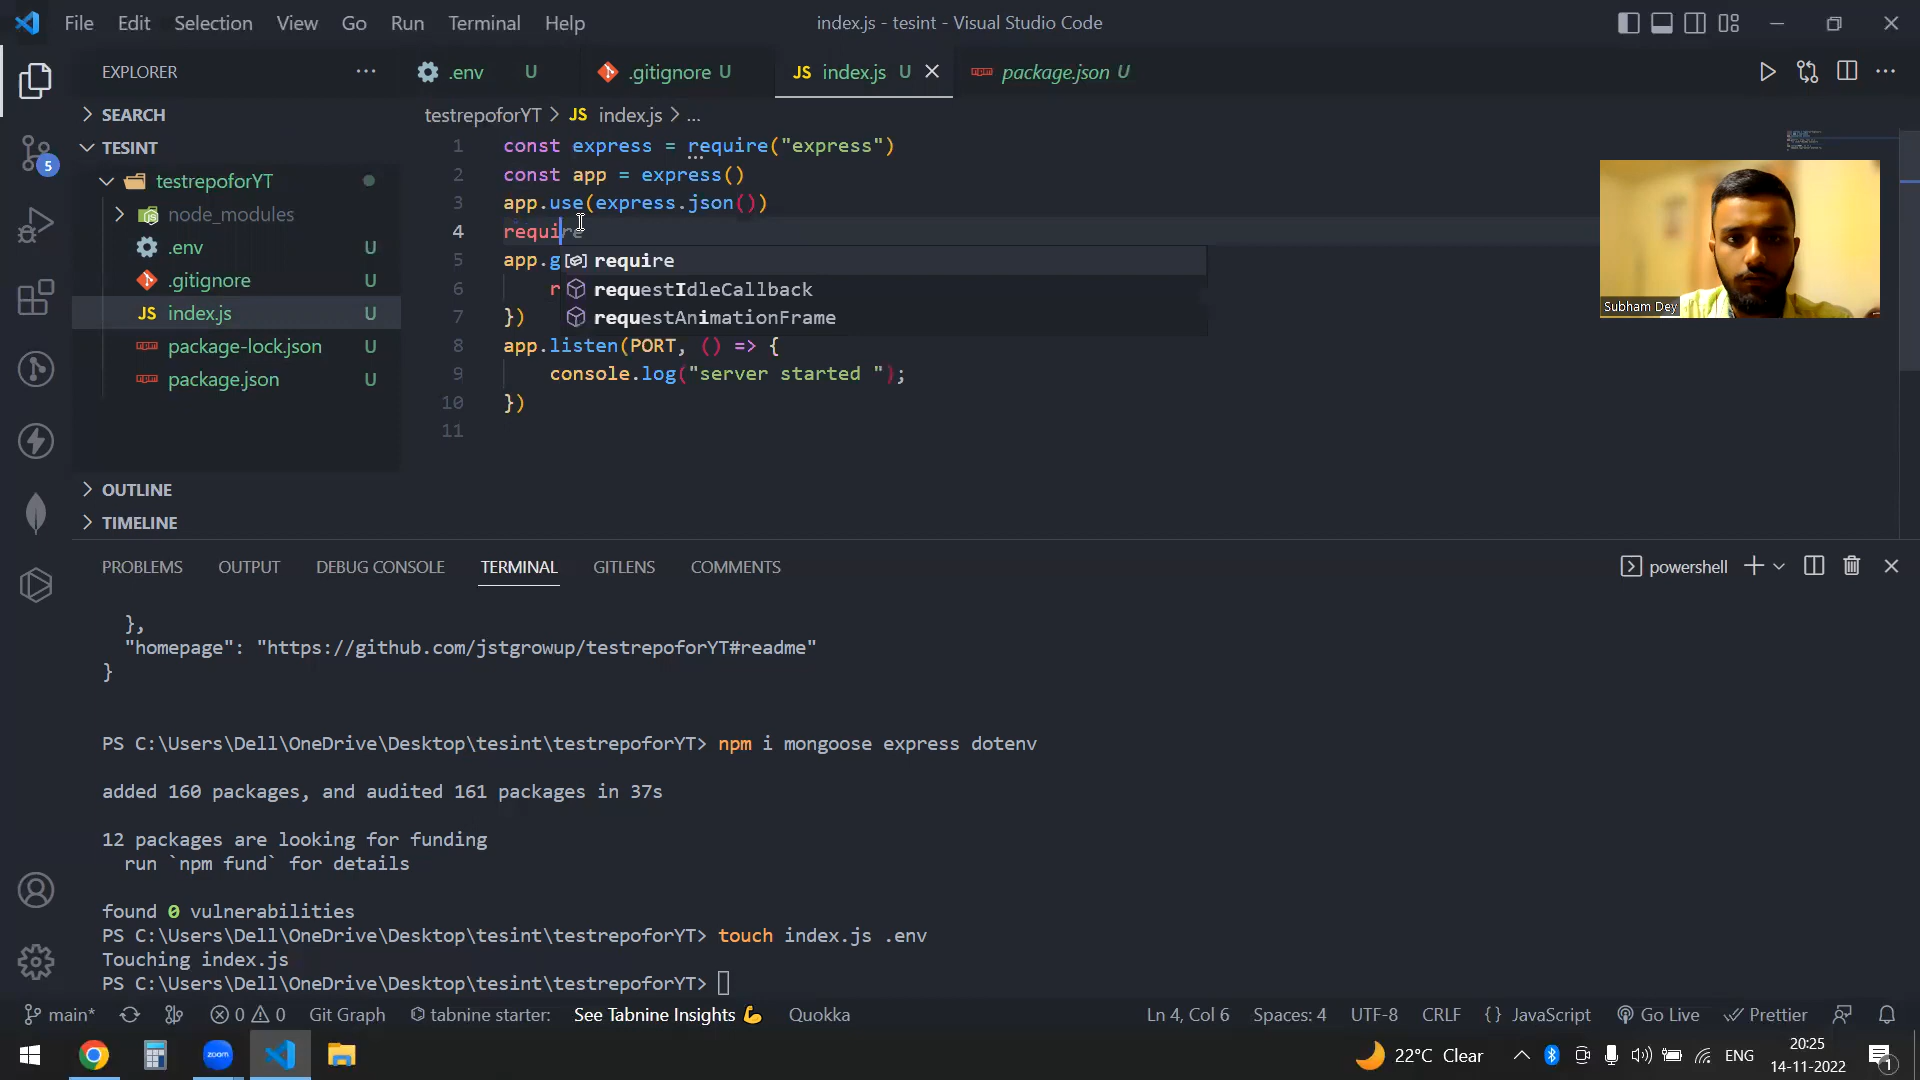 File Edit Selection View Go Run Terminal Help
index.js - tesint - Visual Studio Code
EXPLORER
SEARCH
TESINT
testrepoforYT
node_modules
.env U
.gitignore U
index.js U
package-lock.json U
package.json U
OUTLINE
TIMELINE
5
.env U
.gitignore U
JS index.js U
package.json U
testrepoforYT > JS index.js > ...
1 const express = require("express")
2 const app = express()
3 app.use(express.json())
4 require
5 app.g
6 r
7 })
8 app.listen(PORT, () => {
9 console.log("server started ");
10 })
11
require
requestIdleCallback
requestAnimationFrame
Subham Dey
PROBLEMS OUTPUT DEBUG CONSOLE TERMINAL GITLENS COMMENTS
powershell
},
"homepage": "https://github.com/jstgrowup/testrepoforYT#readme"
}
PS C:\Users\Dell\OneDrive\Desktop\tesint\testrepoforYT> npm i mongoose express dotenv
added 160 packages, and audited 161 packages in 37s
12 packages are looking for funding
run `npm fund` for details
found 0 vulnerabilities
PS C:\Users\Dell\OneDrive\Desktop\tesint\testrepoforYT> touch index.js .env
Touching index.js
PS C:\Users\Dell\OneDrive\Desktop\tesint\testrepoforYT>
main* 0 0 Git Graph tabnine starter: See Tabnine Insights Quokka
Ln 4, Col 6 Spaces: 4 UTF-8 CRLF {} JavaScript Go Live Prettier
zoom
22°C Clear
ENG
20:25
14-11-2022
1